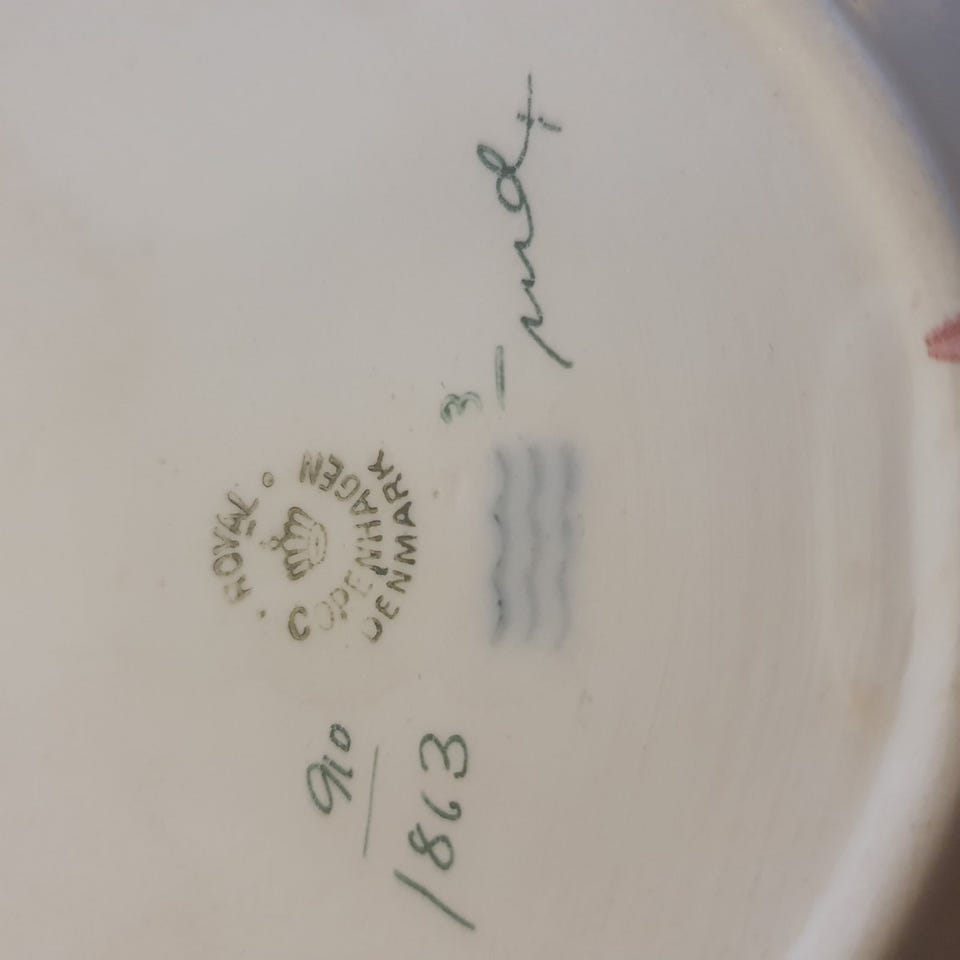 910
1863
ROYAL
COPENHAGEN
DENMARK
3